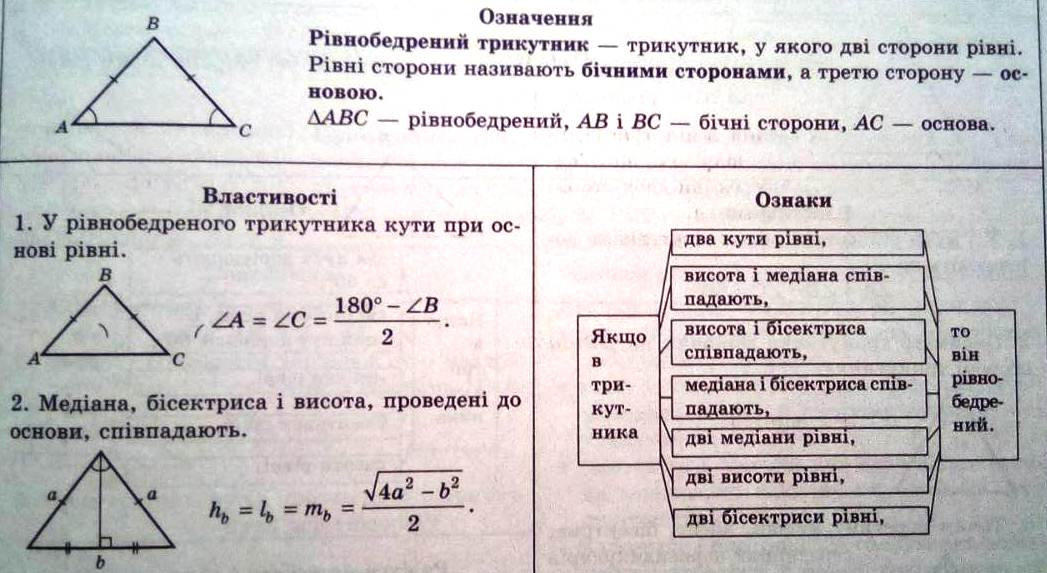 Означення
B
Рівнобедрений трикутник — трикутник, у якого дві сторони рівні.
Рівні сторони називають бічними сторонами, а третю сторону — ос-
новою.
A
C
ΔABC — рівнобедрений, AB і BC — бічні сторони, AC — основа.
Властивості
1. У рівнобедреного трикутника кути при ос-
нові рівні.
B
A
C
∠A = ∠C = (180° − ∠B)/2.
2. Медіана, бісектриса і висота, проведені до
основи, співпадають.
a
a
b
h_b = l_b = m_b = √(4a² − b²)/2.
Ознаки
Якщо
в
три-
кут-
ника
два кути рівні,
висота і медіана спів-
падають,
висота і бісектриса
співпадають,
медіана і бісектриса спів-
падають,
дві медіани рівні,
дві висоти рівні,
дві бісектриси рівні,
то
він
рівно-
бедре-
ний.